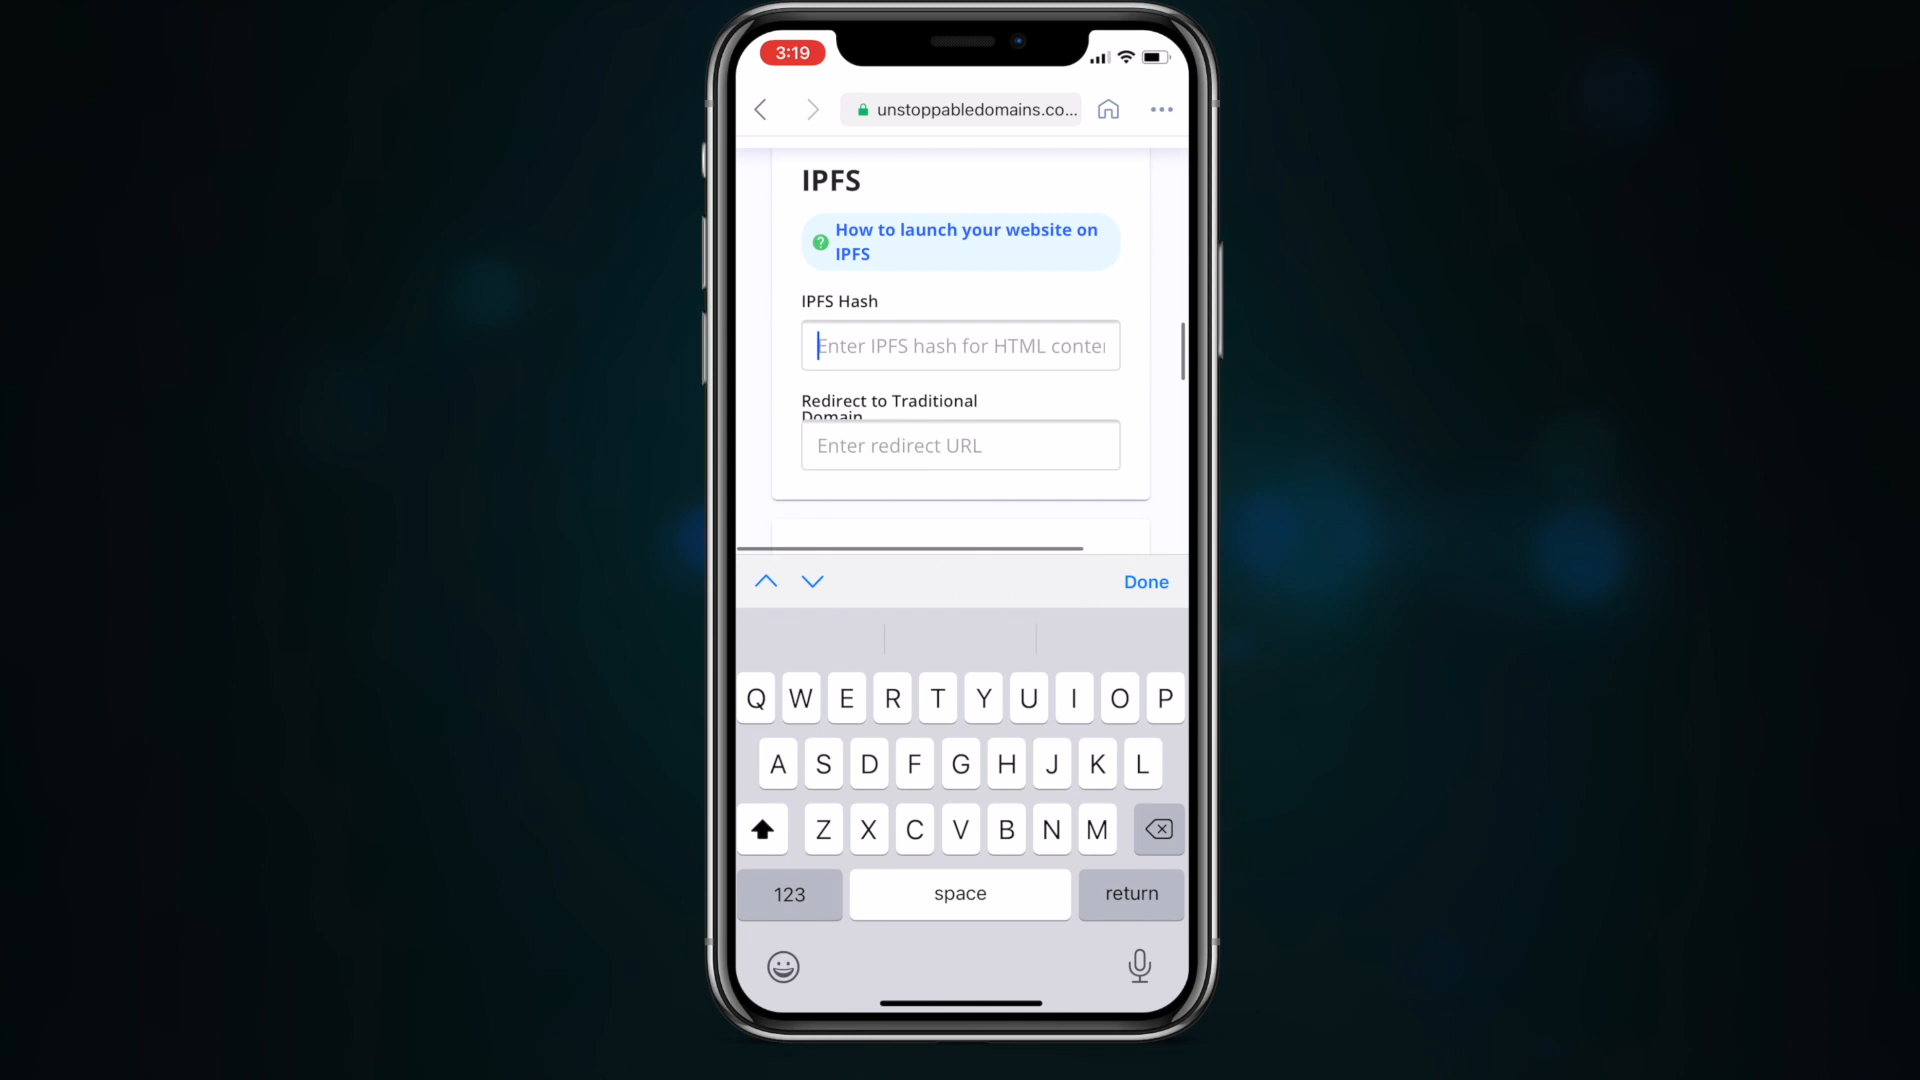 3:19
unstoppabledomains.co...
IPFS
How to launch your website on
IPFS
IPFS Hash
Enter IPFS hash for HTML conte
Redirect to Traditional
Domain
Enter redirect URL
Done
Q W E R T Y U I O P
A S D F G H J K L
Z X C V B N M
123 space return